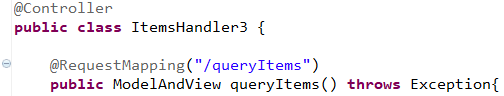 @Controller
public class ItemsHandler3 {
@RequestMapping("/queryItems")
public ModelAndView queryItems() throws Exception{